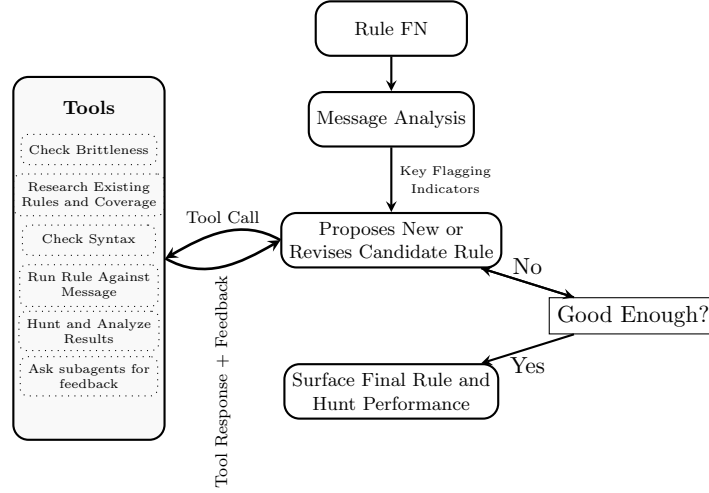 Rule FN
Message Analysis
Key Flagging
Indicators
Proposes New or
Revises Candidate Rule
Tools
Check Brittleness
Research Existing
Rules and Coverage
Check Syntax
Run Rule Against
Message
Hunt and Analyze
Results
Ask subagents for
feedback
Tool Call
Tool Response + Feedback
No
Good Enough?
Yes
Surface Final Rule and
Hunt Performance